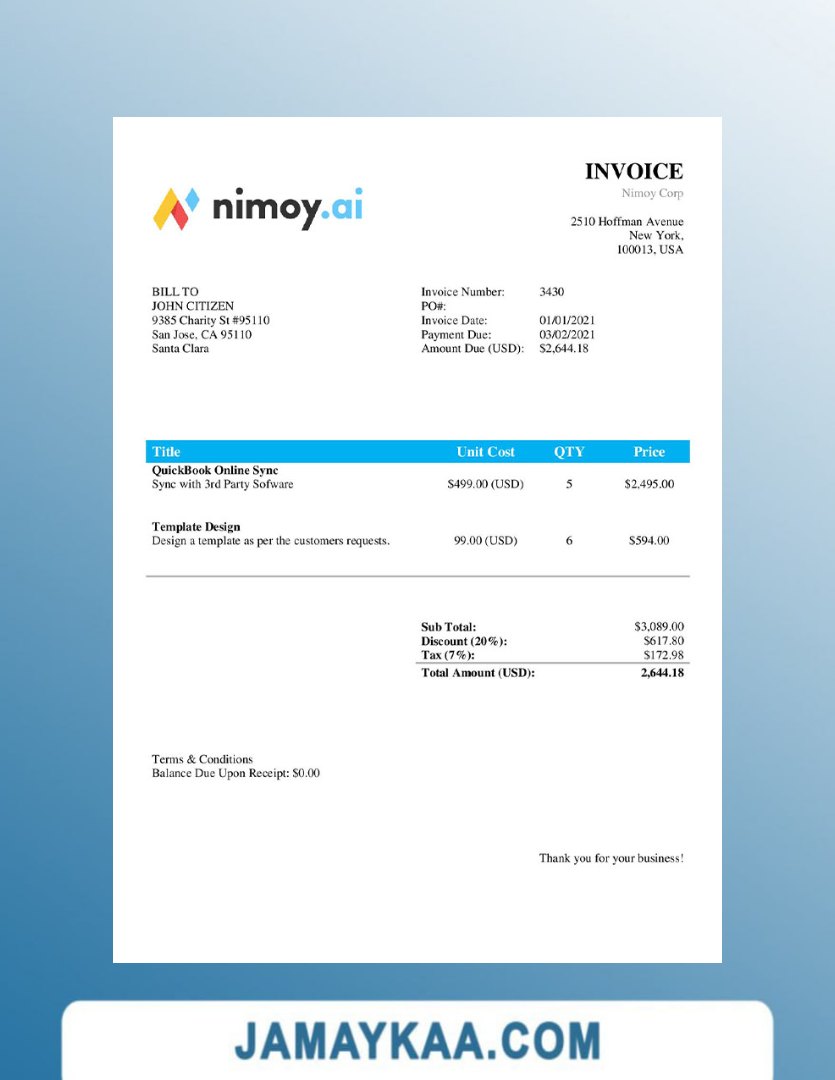 INVOICE
Nimoy Corp
nimoy.ai
2510 Hoffman Avenue
New York,
I00013, USA
BILL TO
JOHN CITIZEN
9385 Charity St #95110
San Jose, CA 95110
Santa Clara
Invoice Number: 3430
PO#:
Invoice Date: 01/01/2021
Payment Due: 03/02/2021
Amount Due (USD): $2,644.18
Title Unit Cost QTY Price
QuickBook Online Sync
Sync with 3rd Party Sofware $499.00 (USD) 5 $2,495.00
Template Design
Design a template as per the customers requests. 99.00 (USD) 6 $594.00
Sub Total: $3,089.00
Discount (20%): $617.80
Tax (7%): $172.98
Total Amount (USD): 2,644.18
Terms & Conditions
Balance Due Upon Receipt: $0.00
Thank you for your business!
JAMAYKAA.COM